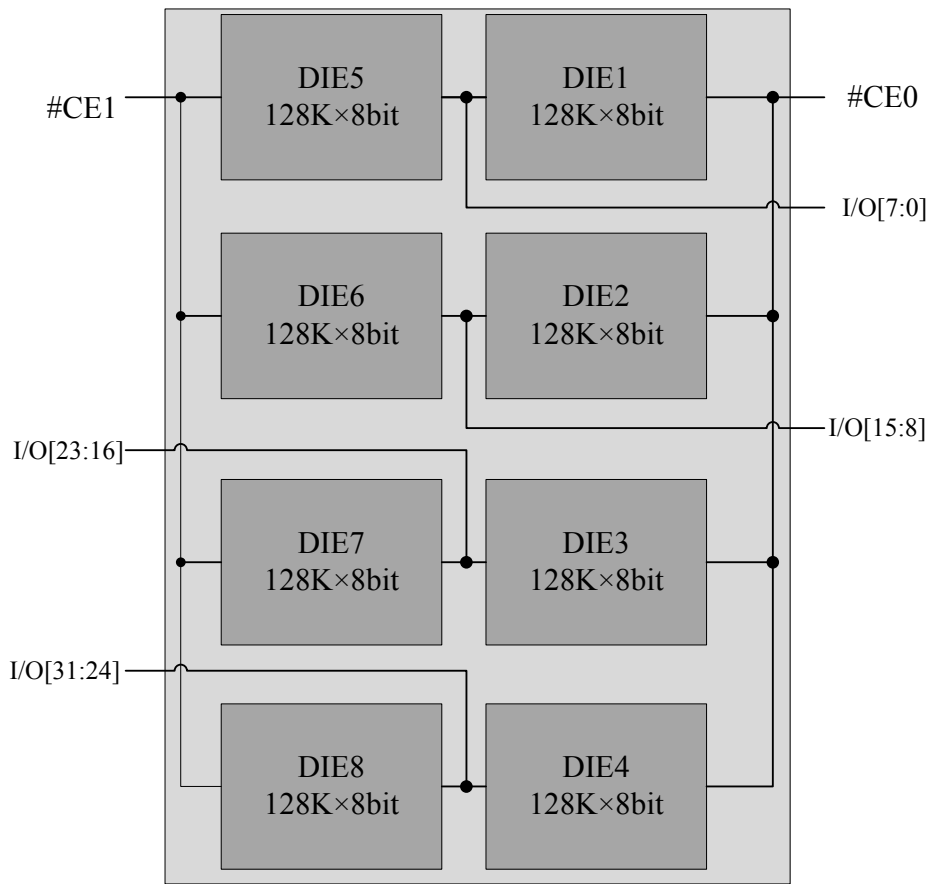 DIE5
128K×8bit
DIE1
128K×8bit
#CE1
#CE0
I/O[7:0]
DIE6
128K×8bit
DIE2
128K×8bit
I/O[15:8]
I/O[23:16]
DIE7
128K×8bit
DIE3
128K×8bit
I/O[31:24]
DIE8
128K×8bit
DIE4
128K×8bit